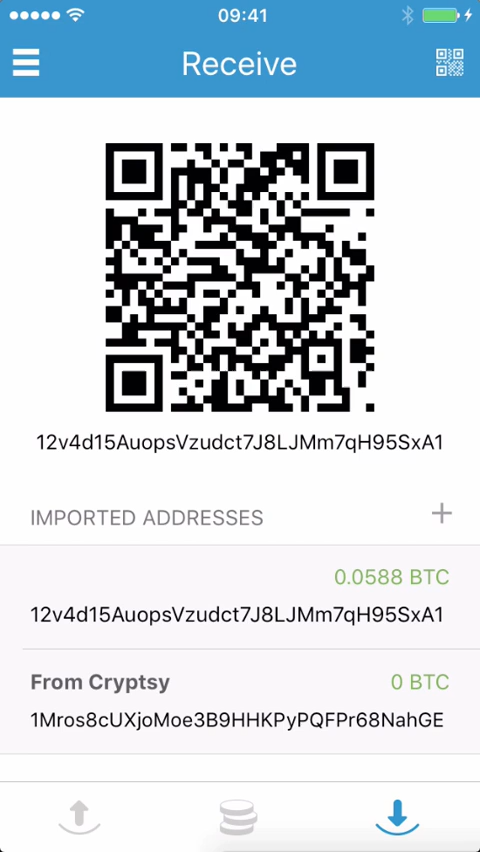 09:41
Receive
12v4d15AuopsVzudct7J8LJMm7qH95SxA1
IMPORTED ADDRESSES
0.0588 BTC
12v4d15AuopsVzudct7J8LJMm7qH95SxA1
From Cryptsy
0 BTC
1Mros8cUXjoMoe3B9HHKPyPQFPr68NahGE